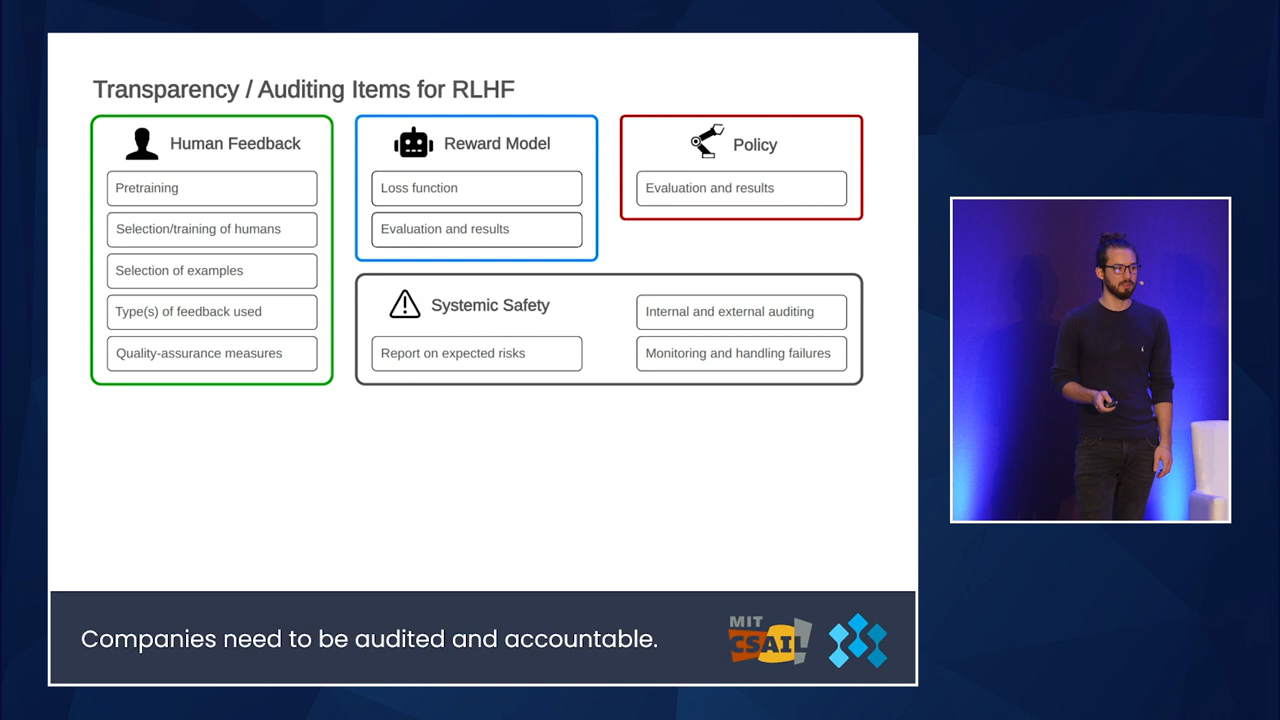 Transparency / Auditing Items for RLHF
Human Feedback
Pretraining
Selection/training of humans
Selection of examples
Type(s) of feedback used
Quality-assurance measures
Reward Model
Loss function
Evaluation and results
Policy
Evaluation and results
Systemic Safety
Report on expected risks
Internal and external auditing
Monitoring and handling failures
Companies need to be audited and accountable.
MIT
CSAIL